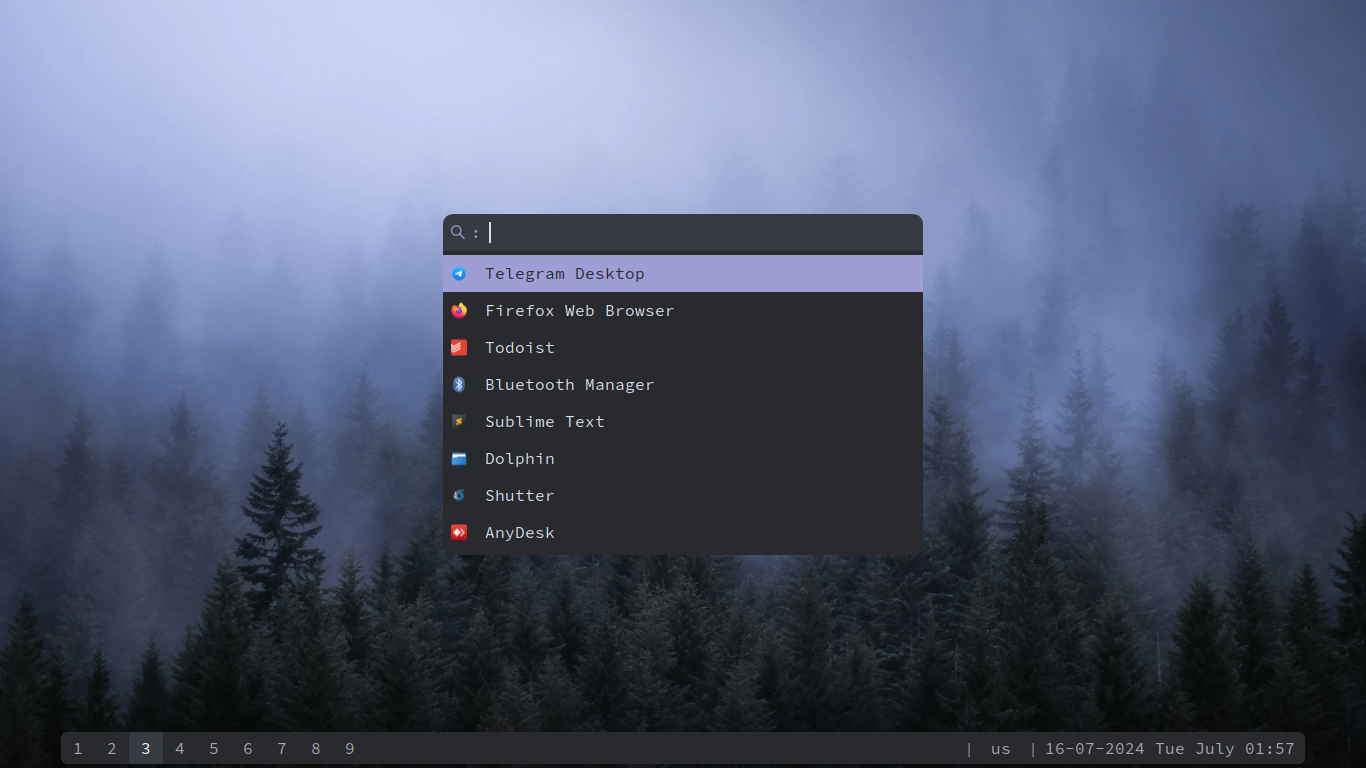 :
Telegram Desktop
Firefox Web Browser
Todoist
Bluetooth Manager
Sublime Text
Dolphin
Shutter
AnyDesk
1 2 3 4 5 6 7 8 9 | us | 16-07-2024 Tue July 01:57